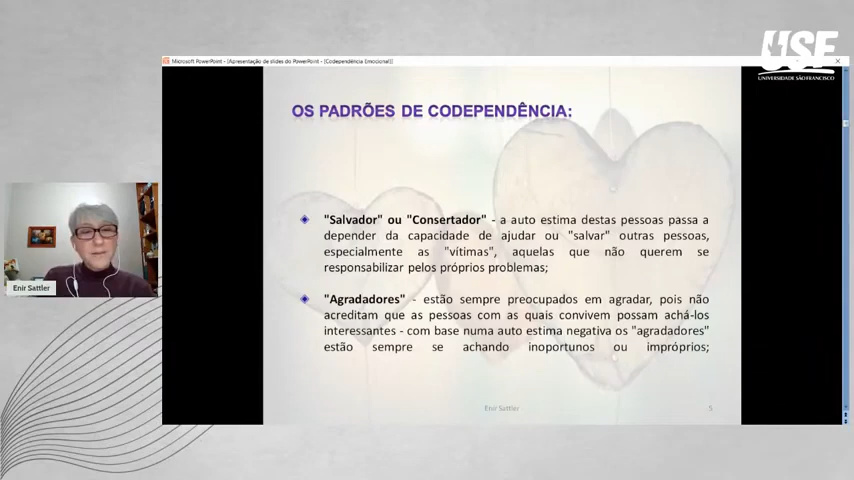 USF
UNIVERSIDADE SÃO FRANCISCO
Microsoft PowerPoint - [Apresentação de slides do PowerPoint - [Codependência Emocional]]
OS PADRÕES DE CODEPENDÊNCIA:
"Salvador" ou "Consertador" - a auto estima destas pessoas passa a
depender da capacidade de ajudar ou "salvar" outras pessoas,
especialmente as "vítimas", aquelas que não querem se
responsabilizar pelos próprios problemas;
"Agradadores" - estão sempre preocupados em agradar, pois não
acreditam que as pessoas com as quais convivem possam achá-los
interessantes - com base numa auto estima negativa os "agradadores"
estão sempre se achando inoportunos ou impróprios;
Enir Sattler
Enir Sattler 5